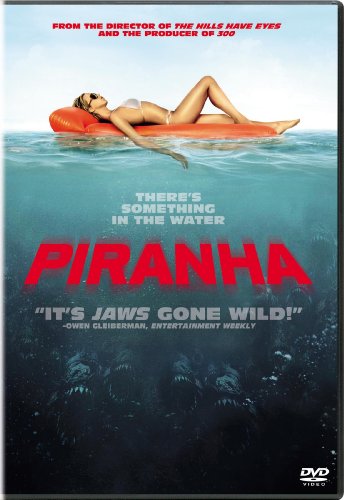 FROM THE DIRECTOR OF THE HILLS HAVE EYES
AND THE PRODUCER OF 300
THERE'S
SOMETHING
IN THE WATER
PIRANHA
"IT'S JAWS GONE WILD!"
-OWEN GLEIBERMAN, ENTERTAINMENT WEEKLY
DVD
VIDEO